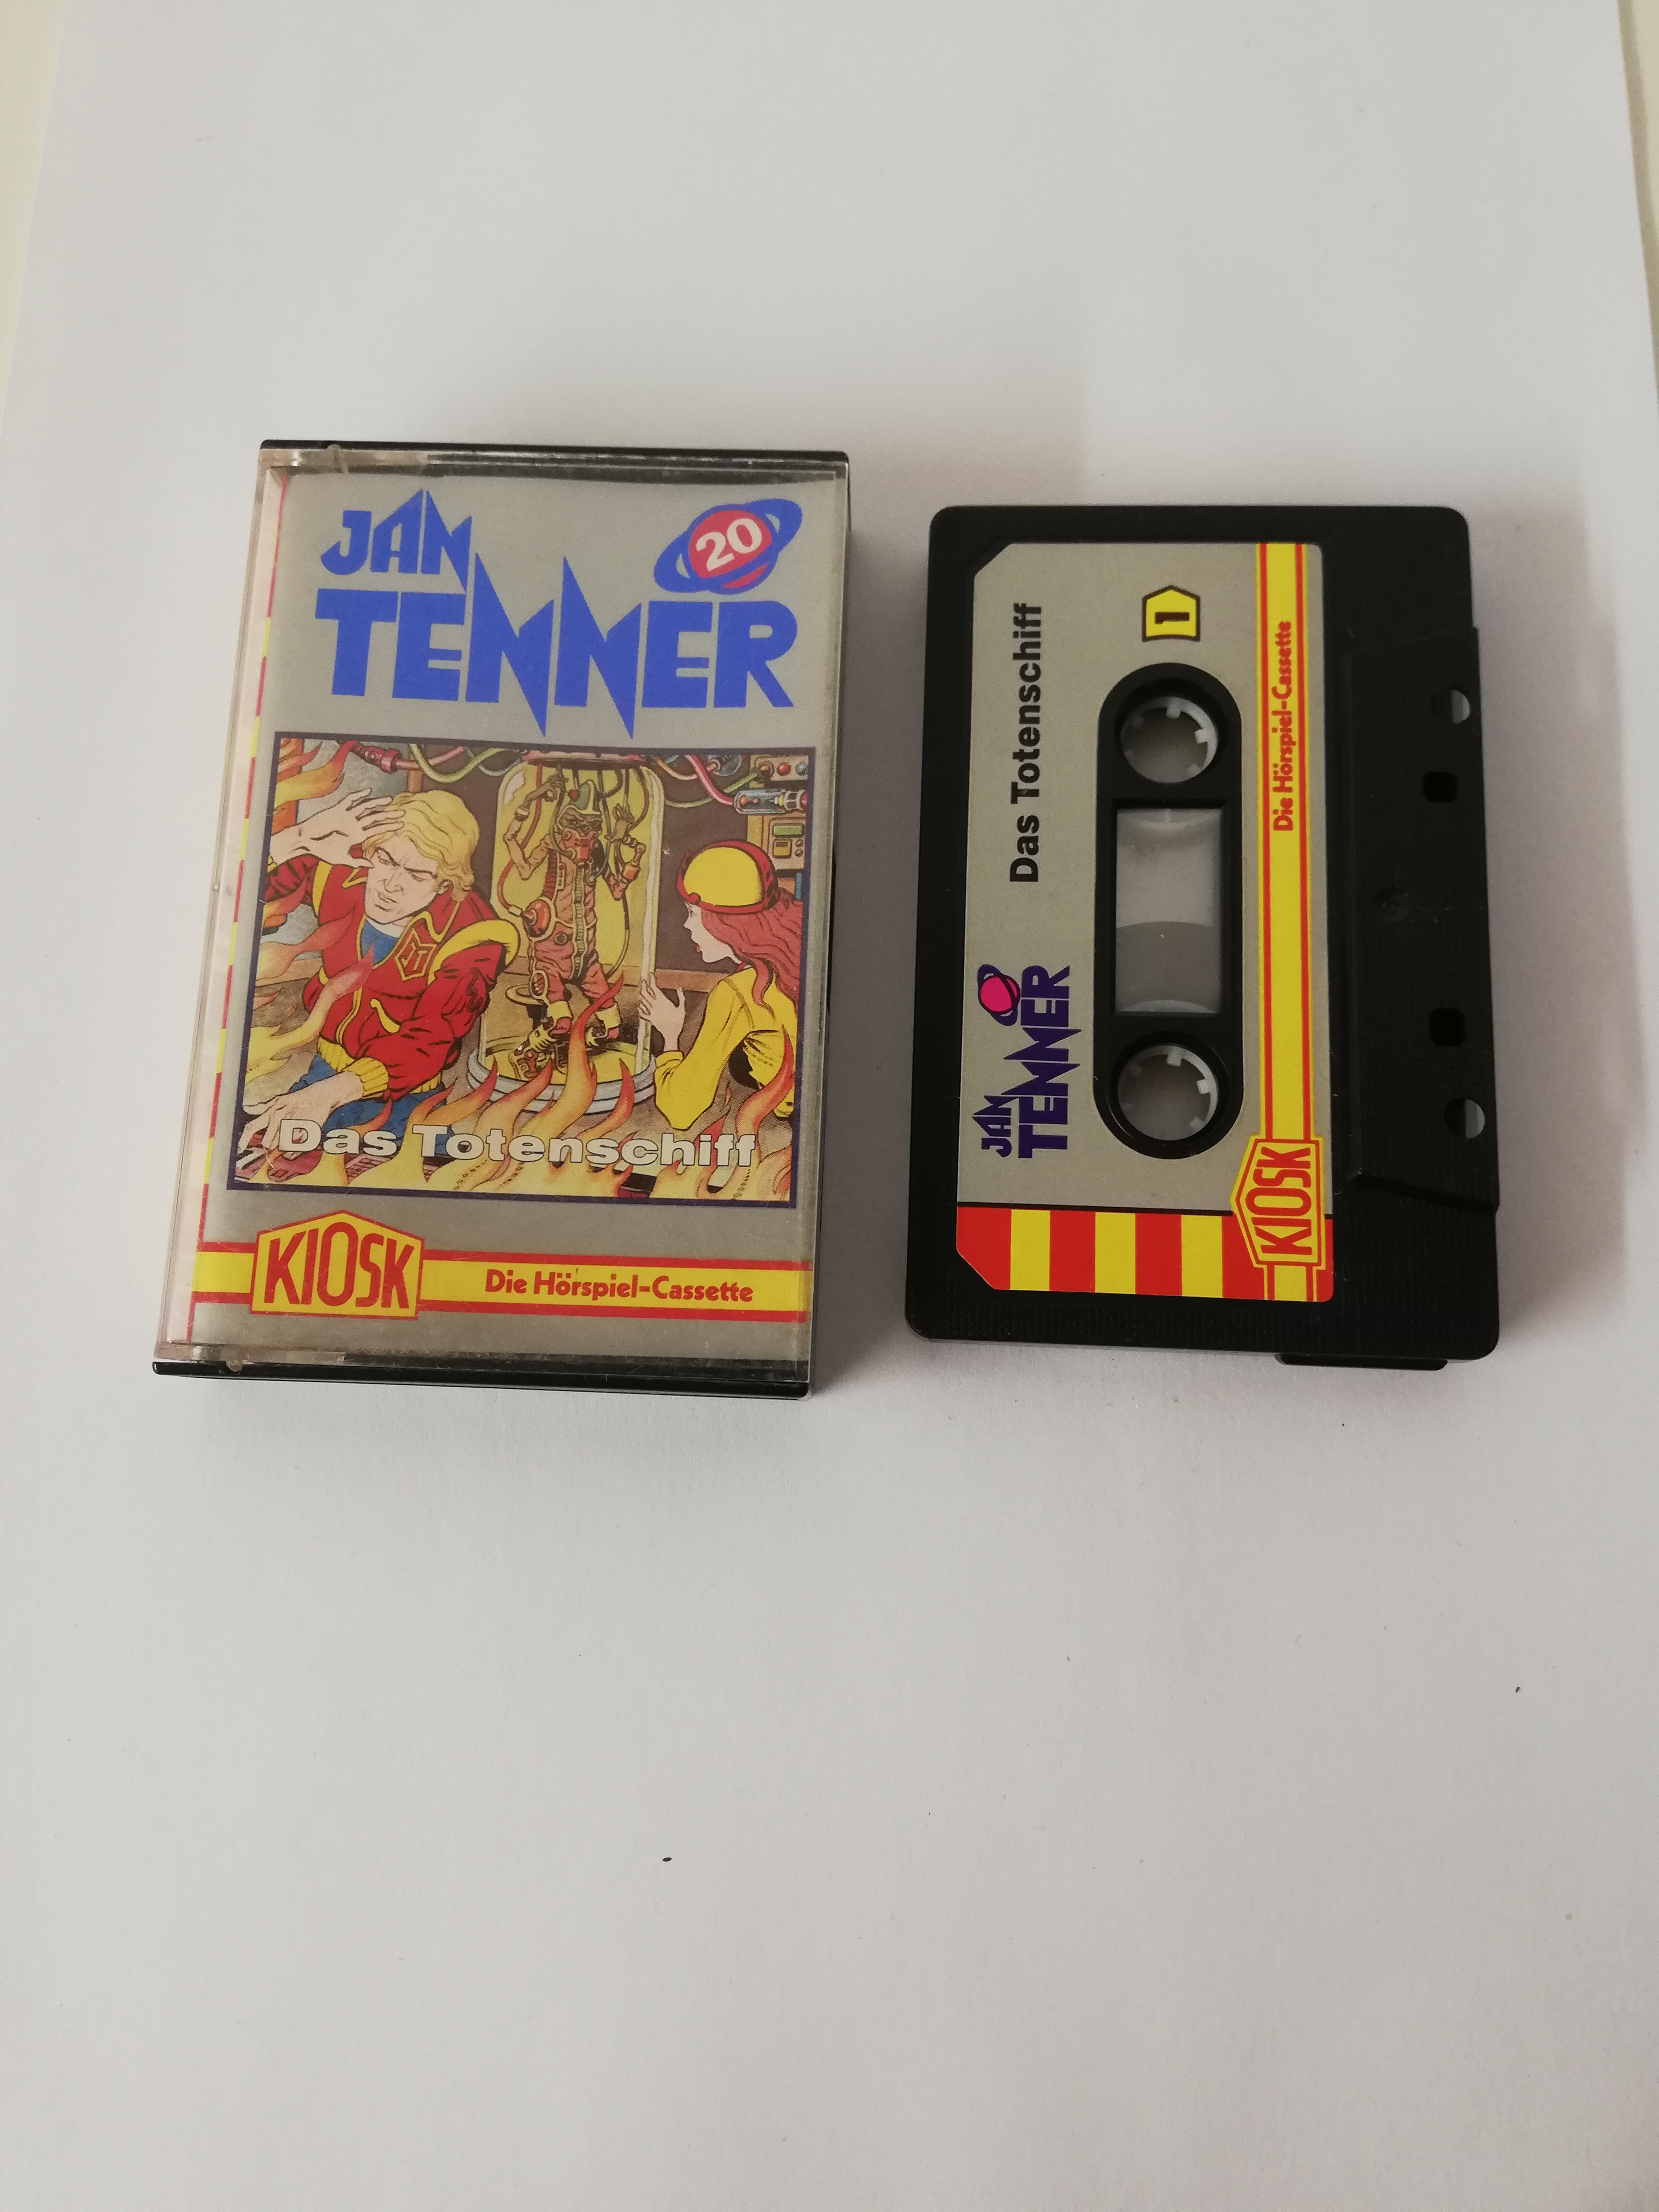 JAN
20
TENNER
Das Totenschiff
KIOSK
Die Hörspiel-Cassette
JAN
TENNER
Das Totenschiff
1
KIOSK
Die Hörspiel-Cassette